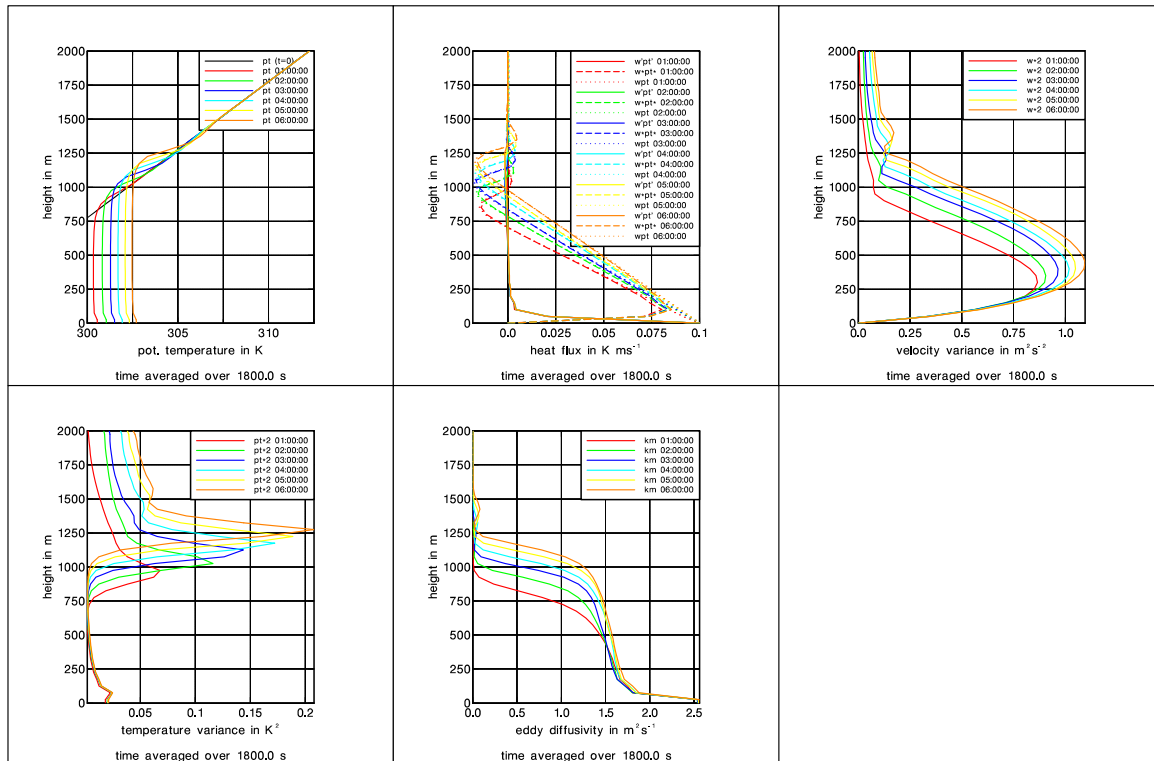 2000
1750
1500
1250
1000
750
500
250
0
height in m
pt (t=0)
pt 01:00:00
pt 02:00:00
pt 03:00:00
pt 04:00:00
pt 05:00:00
pt 06:00:00
300 305 310
pot. temperature in K
time averaged over 1800.0 s
2000
1750
1500
1250
1000
750
500
250
0
height in m
w'pt' 01:00:00
w*pt* 01:00:00
wpt 01:00:00
w'pt' 02:00:00
w*pt* 02:00:00
wpt 02:00:00
w'pt' 03:00:00
w*pt* 03:00:00
wpt 03:00:00
w'pt' 04:00:00
w*pt* 04:00:00
wpt 04:00:00
w'pt' 05:00:00
w*pt* 05:00:00
wpt 05:00:00
w'pt' 06:00:00
w*pt* 06:00:00
wpt 06:00:00
0.0 0.025 0.05 0.075 0.1
heat flux in K ms⁻¹
time averaged over 1800.0 s
2000
1750
1500
1250
1000
750
500
250
0
height in m
w*2 01:00:00
w*2 02:00:00
w*2 03:00:00
w*2 04:00:00
w*2 05:00:00
w*2 06:00:00
0.0 0.25 0.5 0.75 1.0
velocity variance in m²s⁻²
time averaged over 1800.0 s
2000
1750
1500
1250
1000
750
500
250
0
height in m
pt*2 01:00:00
pt*2 02:00:00
pt*2 03:00:00
pt*2 04:00:00
pt*2 05:00:00
pt*2 06:00:00
0.05 0.1 0.15 0.2
temperature variance in K²
time averaged over 1800.0 s
2000
1750
1500
1250
1000
750
500
250
0
height in m
km 01:00:00
km 02:00:00
km 03:00:00
km 04:00:00
km 05:00:00
km 06:00:00
0.0 0.5 1.0 1.5 2.0 2.5
eddy diffusivity in m²s⁻¹
time averaged over 1800.0 s